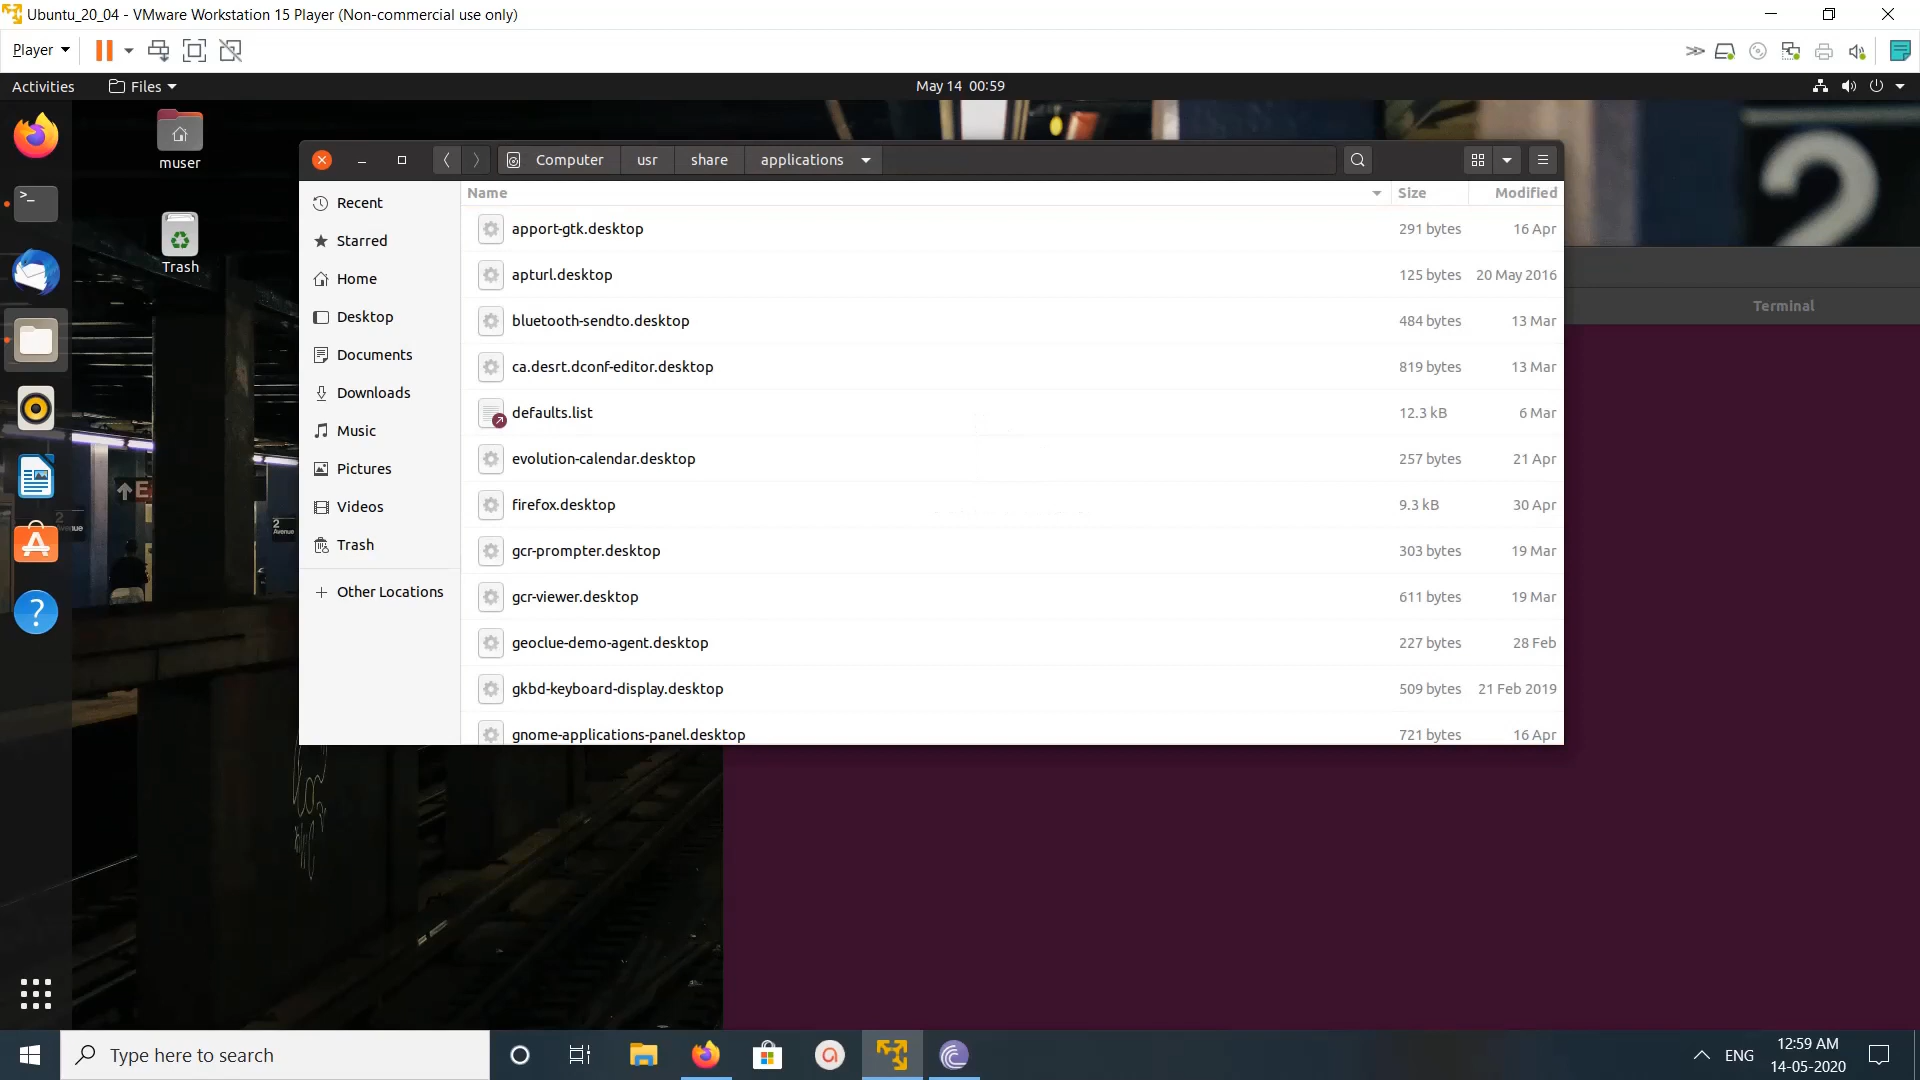 Ubuntu_20_04 - VMware Workstation 15 Player (Non-commercial use only)
Player
Activities
Files
May 14 00:59
muser
Trash
Computer
usr
share
applications
Recent
Starred
Home
Desktop
Documents
Downloads
Music
Pictures
Videos
Trash
Other Locations
Name Size Modified
apport-gtk.desktop 291 bytes 16 Apr
apturl.desktop 125 bytes 20 May 2016
bluetooth-sendto.desktop 484 bytes 13 Mar
ca.desrt.dconf-editor.desktop 819 bytes 13 Mar
defaults.list 12.3 kB 6 Mar
evolution-calendar.desktop 257 bytes 21 Apr
firefox.desktop 9.3 kB 30 Apr
gcr-prompter.desktop 303 bytes 19 Mar
gcr-viewer.desktop 611 bytes 19 Mar
geoclue-demo-agent.desktop 227 bytes 28 Feb
gkbd-keyboard-display.desktop 509 bytes 21 Feb 2019
gnome-applications-panel.desktop 721 bytes 16 Apr
Terminal
2
2
Avenue
Type here to search
ENG
12:59 AM
14-05-2020